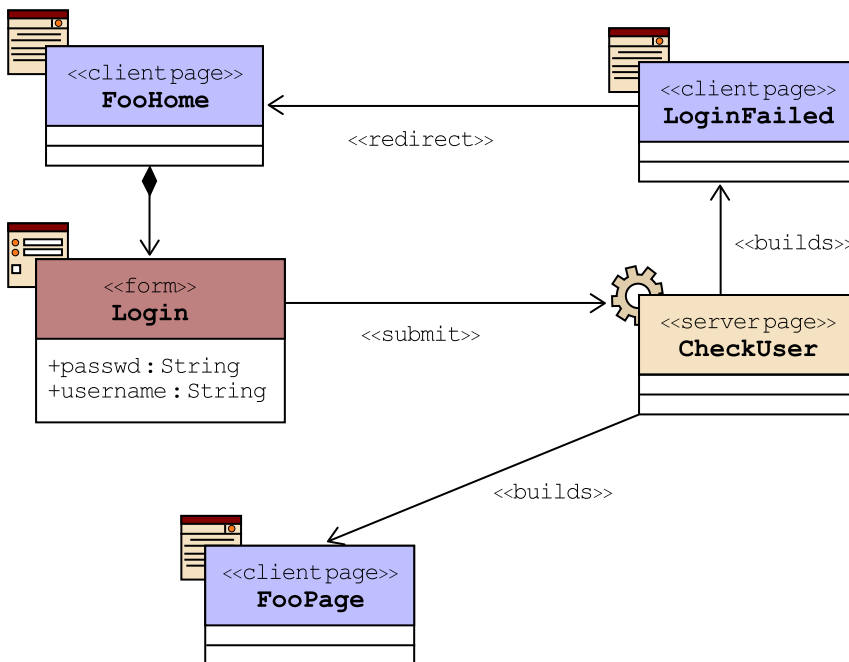 <<client page>>
FooHome
<<client page>>
LoginFailed
<<redirect>>
<<builds>>
<<form>>
Login
+passwd : String
+username : String
<<submit>>
<<server page>>
CheckUser
<<builds>>
<<client page>>
FooPage